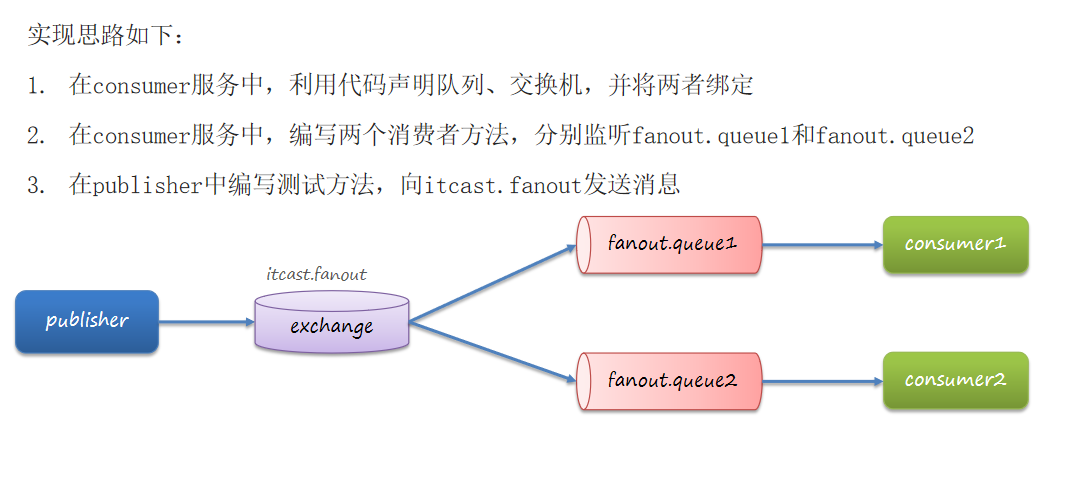 实现思路如下：
1. 在consumer服务中，利用代码声明队列、交换机，并将两者绑定
2. 在consumer服务中，编写两个消费者方法，分别监听fanout.queue1和fanout.queue2
3. 在publisher中编写测试方法，向itcast.fanout发送消息
fanout.queue1
consumer1
itcast.fanout
publisher
exchange
fanout.queue2
consumer2